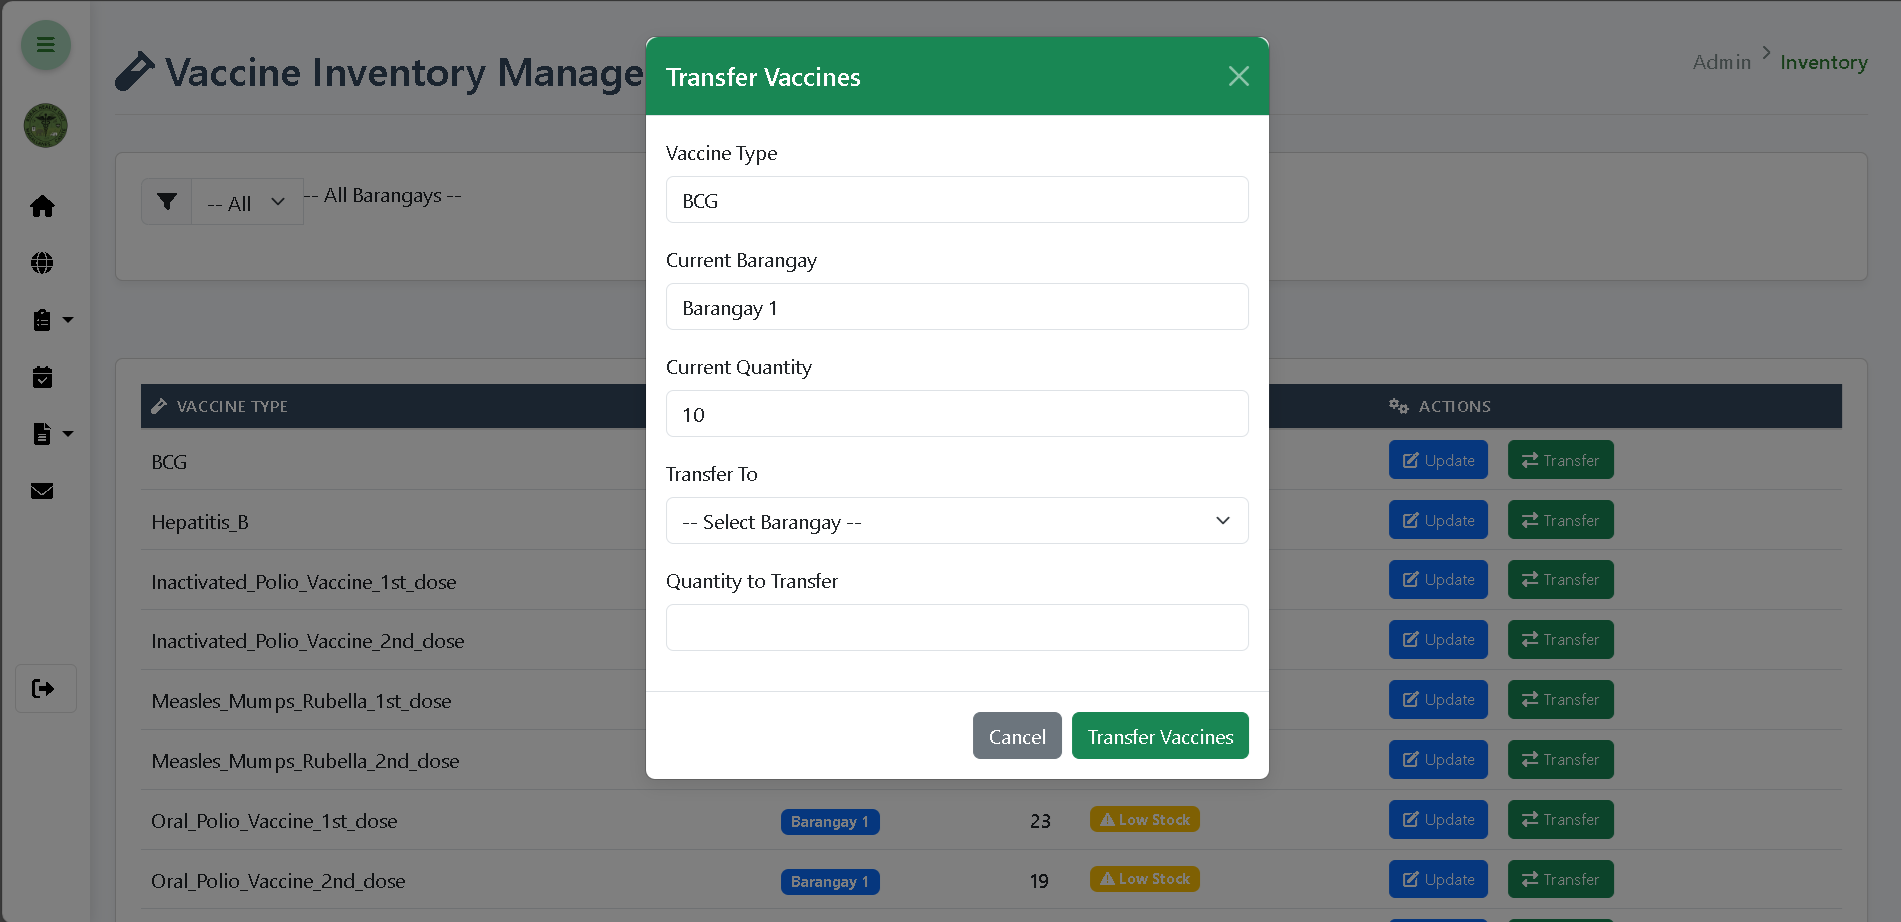 Vaccine Inventory Manage
Admin > Inventory
-- All
-- All Barangays --
Transfer Vaccines
Vaccine Type
BCG
Current Barangay
Barangay 1
Current Quantity
10
Transfer To
-- Select Barangay --
Quantity to Transfer
Cancel Transfer Vaccines
VACCINE TYPE ACTIONS
BCG Update Transfer
Hepatitis_B Update Transfer
Inactivated_Polio_Vaccine_1st_dose Update Transfer
Inactivated_Polio_Vaccine_2nd_dose Update Transfer
Measles_Mumps_Rubella_1st_dose Update Transfer
Measles_Mumps_Rubella_2nd_dose Update Transfer
Oral_Polio_Vaccine_1st_dose Barangay 1 23 Low Stock Update Transfer
Oral_Polio_Vaccine_2nd_dose Barangay 1 19 Low Stock Update Transfer